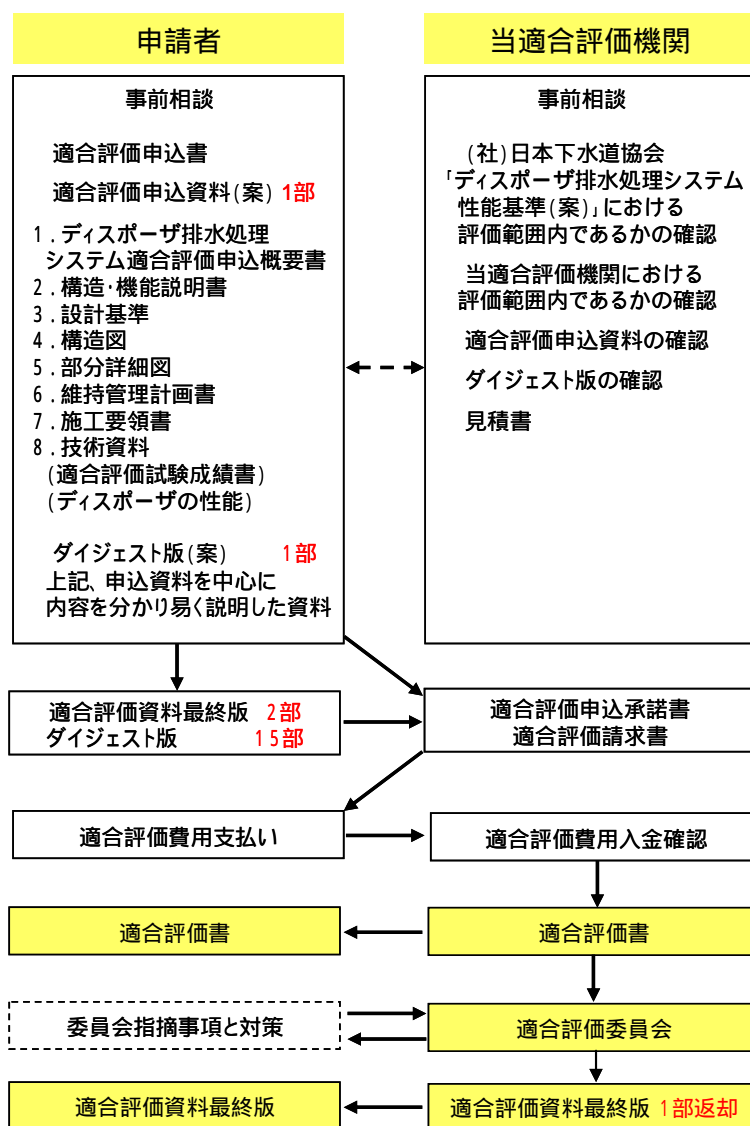 申請者
事前相談
適合評価申込書
適合評価申込資料(案) 1部
1．ディスポーザ排水処理
システム適合評価申込概要書
2．構造・機能説明書
3．設計基準
4．構造図
5．部分詳細図
6．維持管理計画書
7．施工要領書
8．技術資料
(適合評価試験成績書)
(ディスポーザの性能)
ダイジェスト版(案) 1部
上記、申込資料を中心に
内容を分かり易く説明した資料
当適合評価機関
事前相談
(社)日本下水道協会
「ディスポーザ排水処理システム
性能基準(案)」における
評価範囲内であるかの確認
当適合評価機関における
評価範囲内であるかの確認
適合評価申込資料の確認
ダイジェスト版の確認
見積書
適合評価資料最終版 2部
ダイジェスト版 15部
適合評価申込承諾書
適合評価請求書
適合評価費用支払い
適合評価費用入金確認
適合評価書
適合評価書
委員会指摘事項と対策
適合評価委員会
適合評価資料最終版
適合評価資料最終版 1部返却